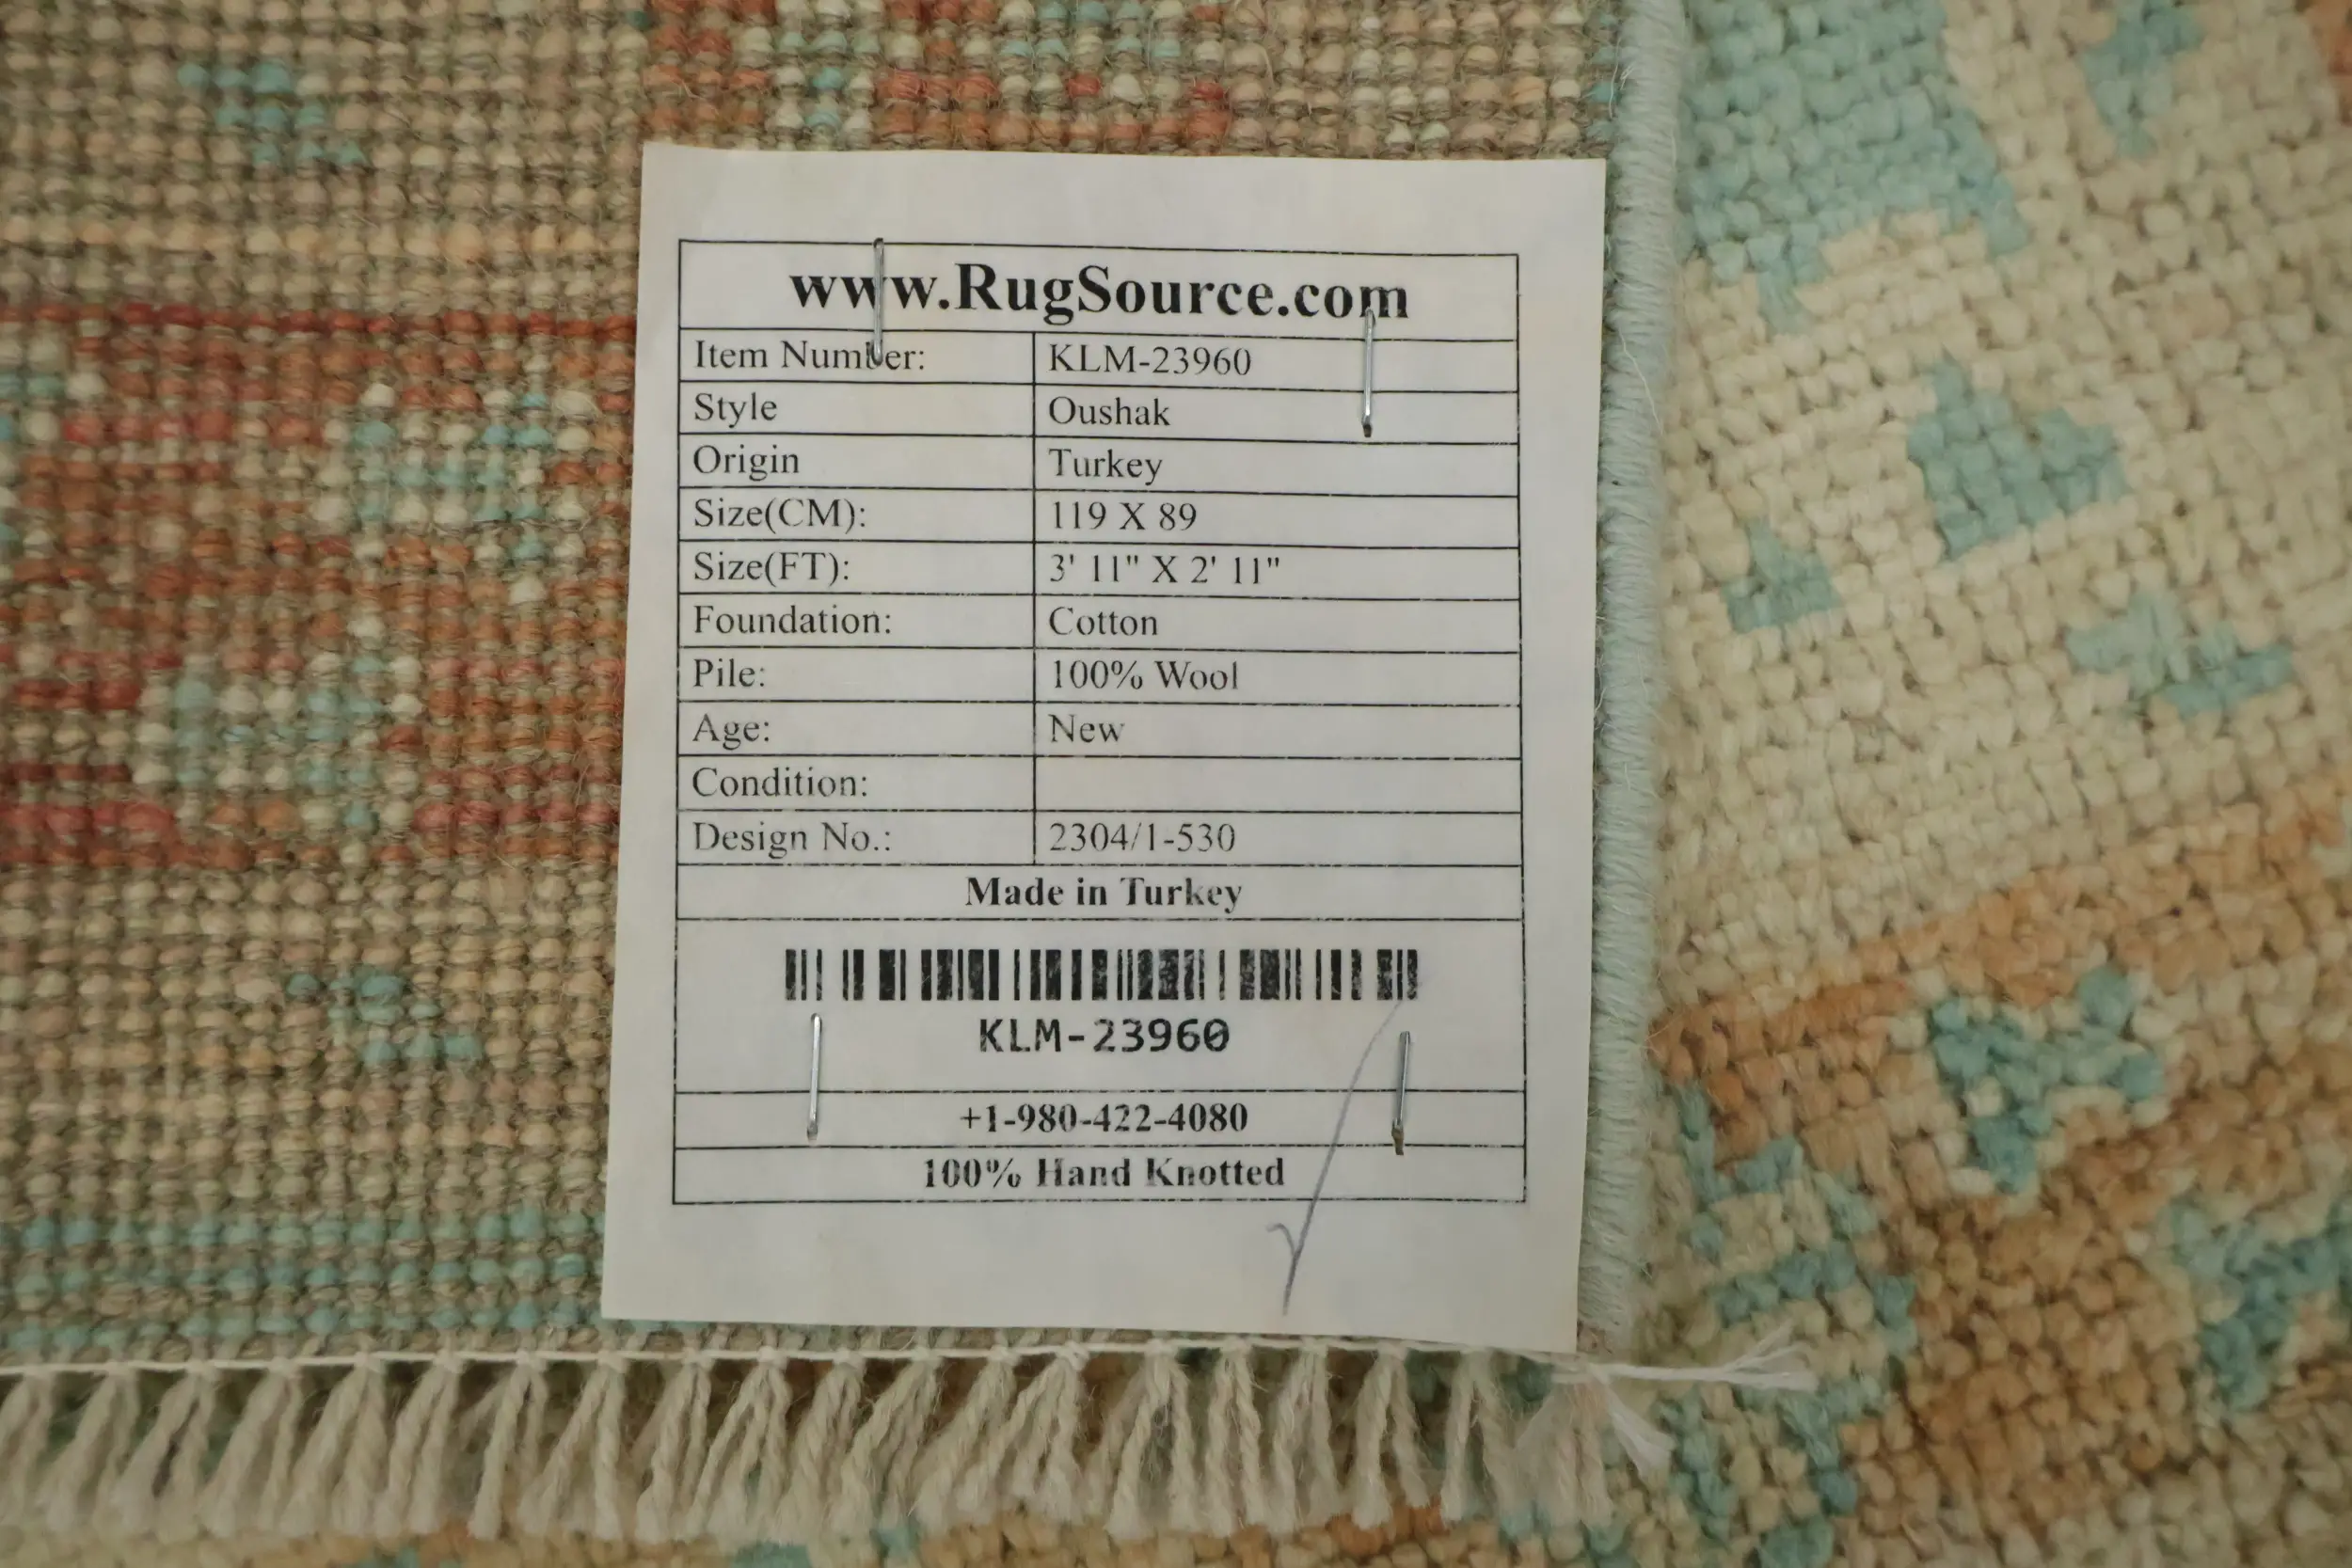 www.RugSource.com
Item Number: KLM-23960
Style Oushak
Origin Turkey
Size(CM): 119 X 89
Size(FT): 3' 11" X 2' 11"
Foundation: Cotton
Pile: 100% Wool
Age: New
Condition:
Design No.: 2304/1-530
Made in Turkey
KLM-23960
+1-980-422-4080
100% Hand Knotted